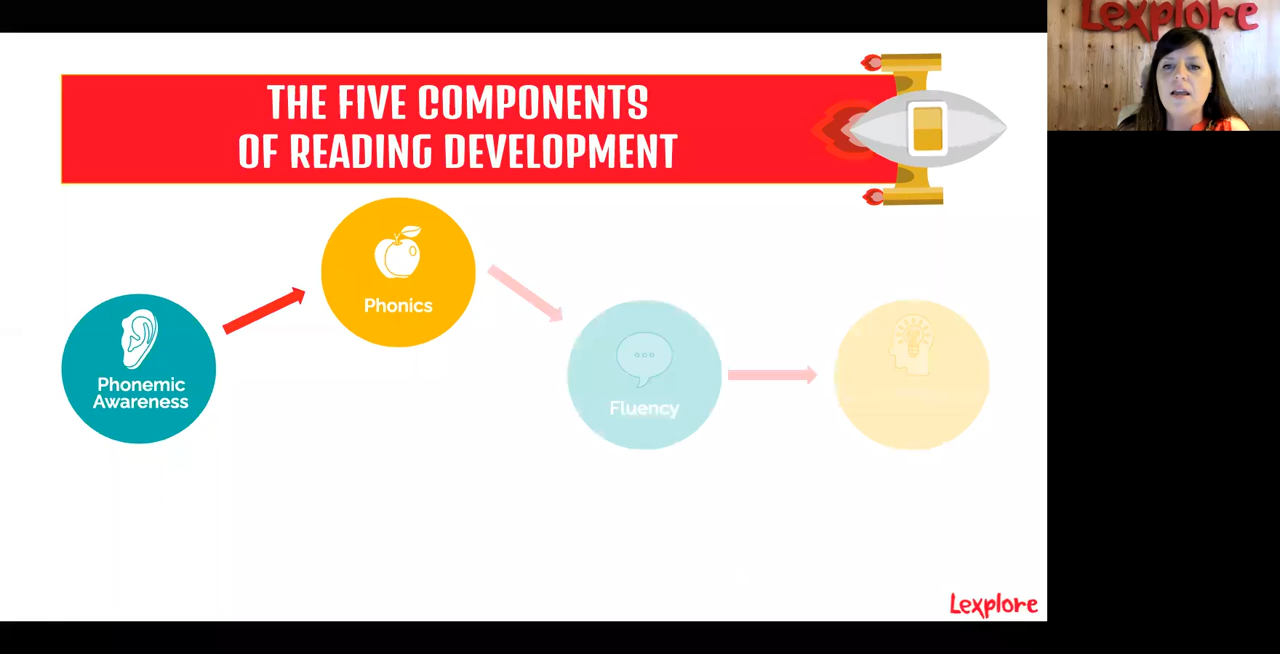 Lexplore
THE FIVE COMPONENTS
OF READING DEVELOPMENT
Phonics
Phonemic
Awareness
Fluency
Lexplore